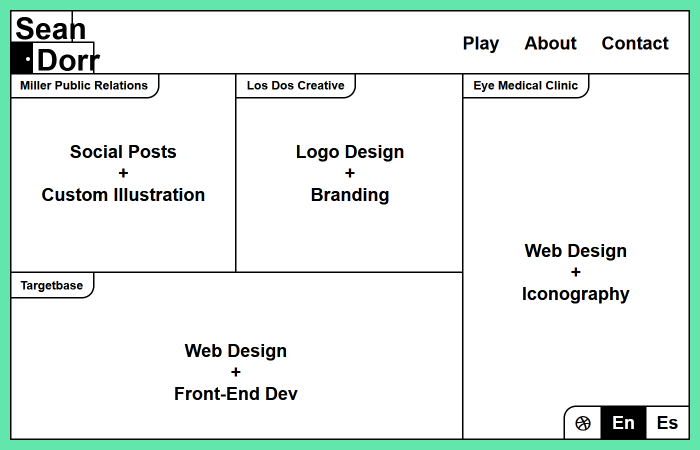 Sean
Dorr
Play
About
Contact
Miller Public Relations
Social Posts
+
Custom Illustration
Los Dos Creative
Logo Design
+
Branding
Eye Medical Clinic
Web Design
+
Iconography
Targetbase
Web Design
+
Front-End Dev
En
Es